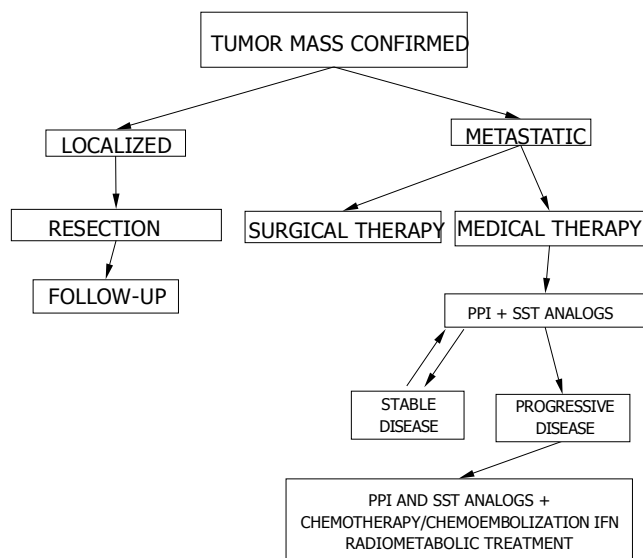 TUMOR MASS CONFIRMED
LOCALIZED
METASTATIC
RESECTION
SURGICAL THERAPY
MEDICAL THERAPY
FOLLOW-UP
PPI + SST ANALOGS
STABLE
DISEASE
PROGRESSIVE
DISEASE
PPI AND SST ANALOGS +
CHEMOTHERAPY/CHEMOEMBOLIZATION IFN
RADIOMETABOLIC TREATMENT